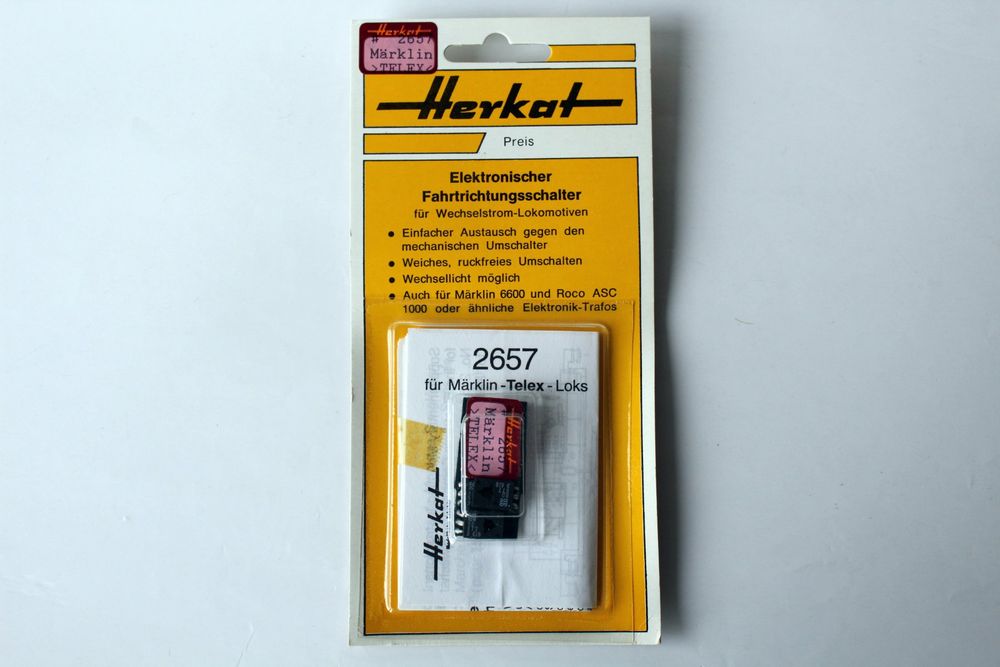 Herkat
# 2657
Märklin
>TELEX<
Herkat
Preis
Elektronischer
Fahrtrichtungsschalter
für Wechselstrom-Lokomotiven
• Einfacher Austausch gegen den
mechanischen Umschalter
• Weiches, ruckfreies Umschalten
• Wechsellicht möglich
• Auch für Märklin 6600 und Roco ASC
1000 oder ähnliche Elektronik-Trafos
2657
für Märklin-Telex-Loks
Herkat
# 2657
Märklin
>TELEX<
Herkat